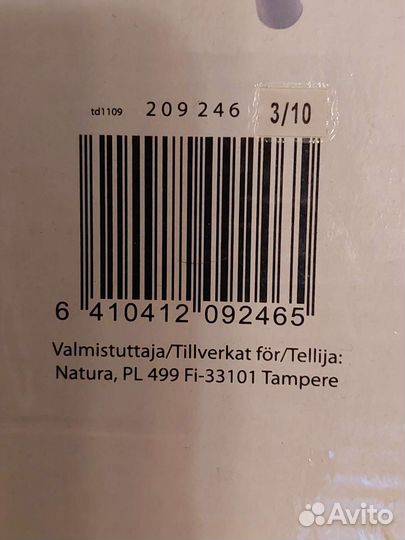 td1109 209 246 3/10
6 410412 092465
Valmistuttaja/Tillverkat för/Tellija:
Natura, PL 499 Fi-33101 Tampere
Avito